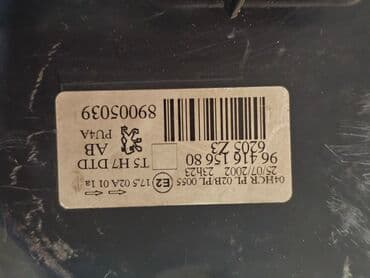 04HCR PL 02B/PL 0055
25/07/2002 23h23
96 416 156 80
6205 Z3
E2 17,5 02A 01 01 1a
T5 H7 DTD
AB
PU4A
89005039